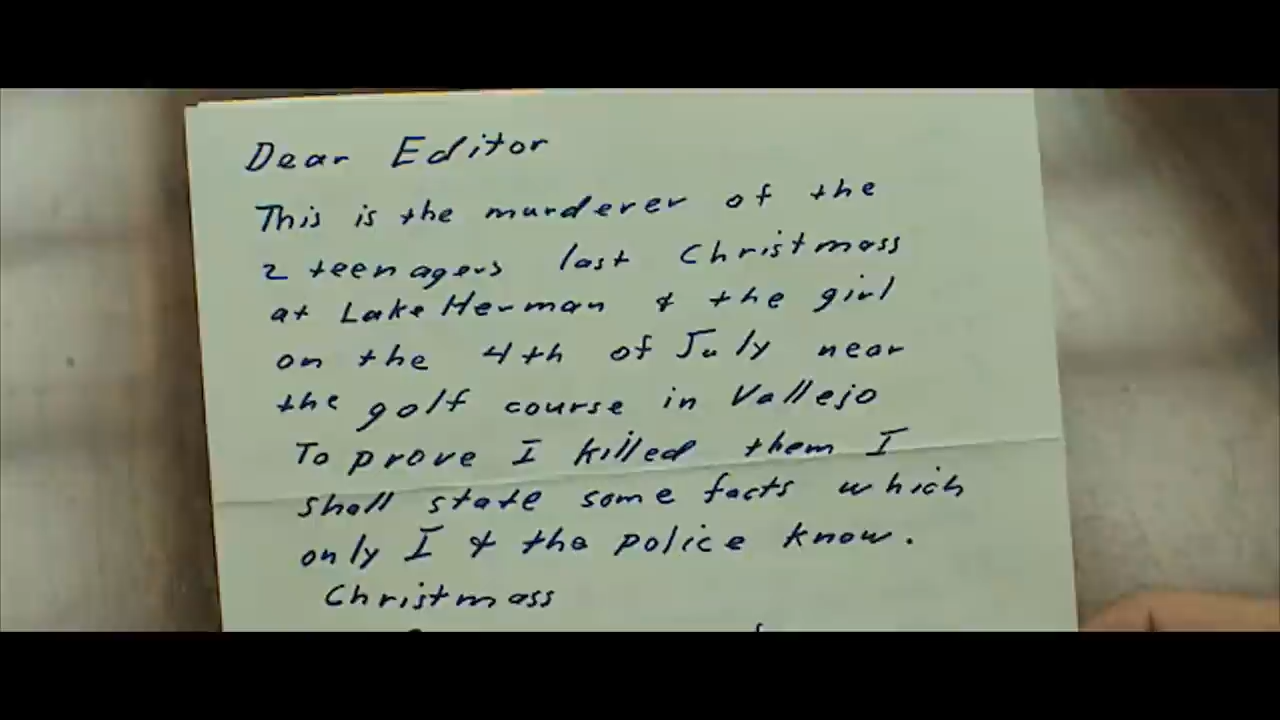 Dear Editor
This is the murderer of the
2 teenagers last Christmass
at Lake Herman & the girl
on the 4th of July near
the golf course in Vallejo
To prove I killed them I
shall state some facts which
only I & the police know.
Christmass